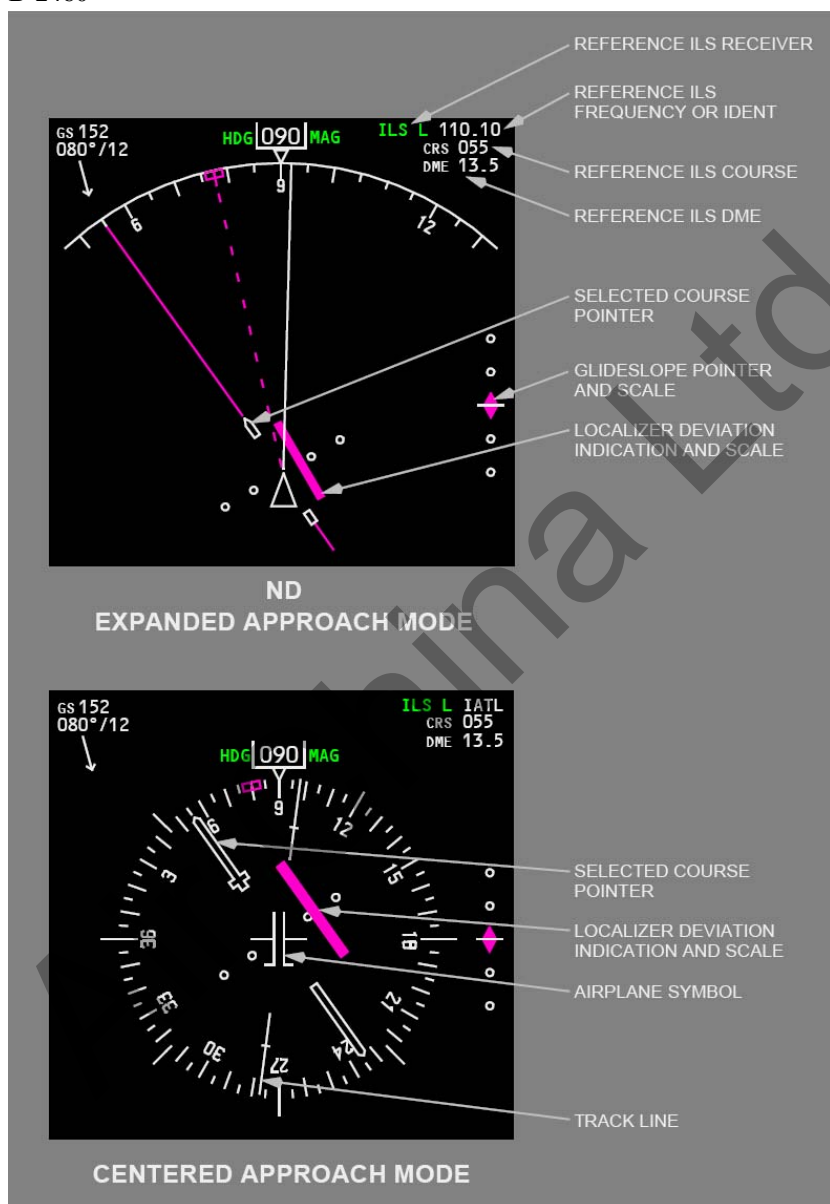 REFERENCE ILS RECEIVER
REFERENCE ILS
FREQUENCY OR IDENT
REFERENCE ILS COURSE
REFERENCE ILS DME
GS 152
080°/12
HDG 090 MAG
ILS L 110.10
CRS 055
DME 13.5
6
9
12
SELECTED COURSE
POINTER
GLIDESLOPE POINTER
AND SCALE
LOCALIZER DEVIATION
INDICATION AND SCALE
ND
EXPANDED APPROACH MODE
GS 152
080°/12
HDG 090 MAG
ILS L IATL
CRS 055
DME 13.5
9
6
12
3
15
36
18
33
21
30
24
27
SELECTED COURSE
POINTER
LOCALIZER DEVIATION
INDICATION AND SCALE
AIRPLANE SYMBOL
TRACK LINE
CENTERED APPROACH MODE
Air China Ltd